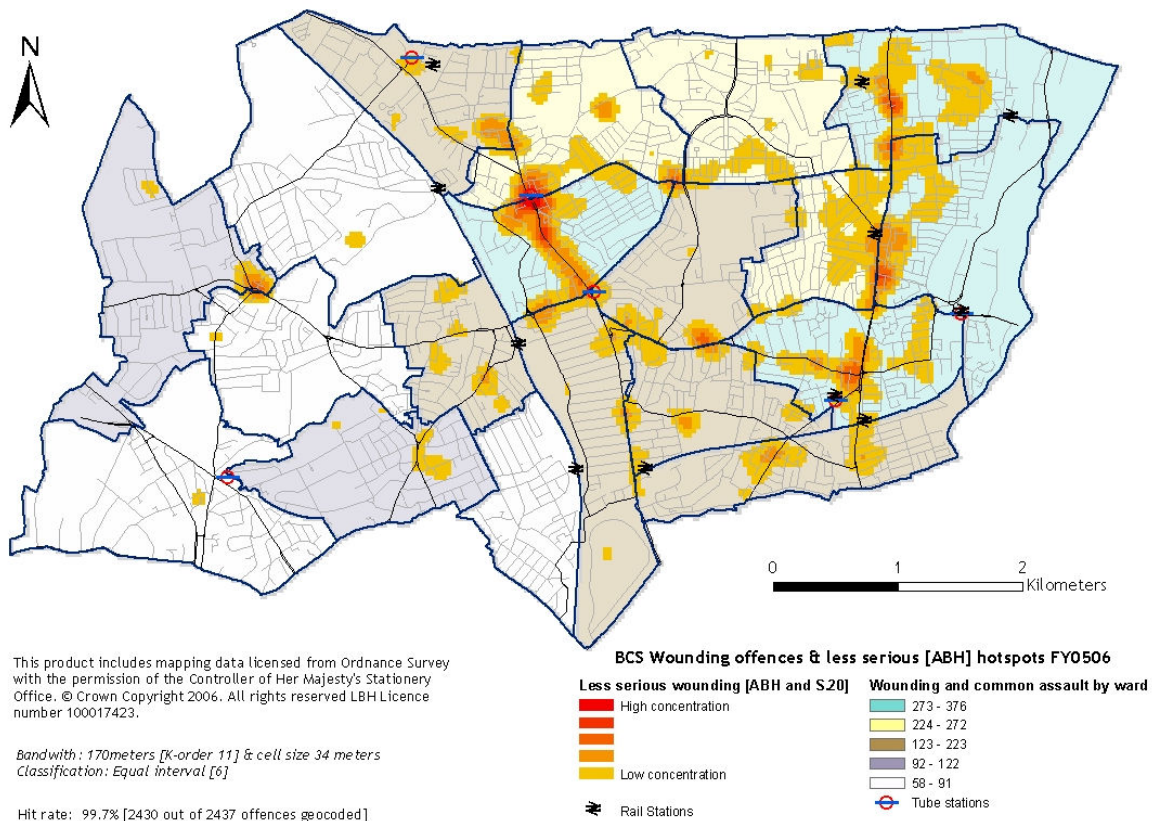 N
0 1 2
Kilometers
This product includes mapping data licensed from Ordnance Survey
with the permission of the Controller of Her Majesty's Stationery
Office. © Crown Copyright 2006. All rights reserved LBH Licence
number 100017423.
Bandwith : 170meters [K-order 11] & cell size 34 meters
Classification: Equal interval [6]
Hit rate: 99.7% [2430 out of 2437 offences geocoded]
BCS Wounding offences & less serious [ABH] hotspots FY0506
Less serious wounding [ABH and S.20]
High concentration
Low concentration
Rail Stations
Wounding and common assault by ward
273 - 376
224 - 272
123 - 223
92 - 122
58 - 91
Tube stations